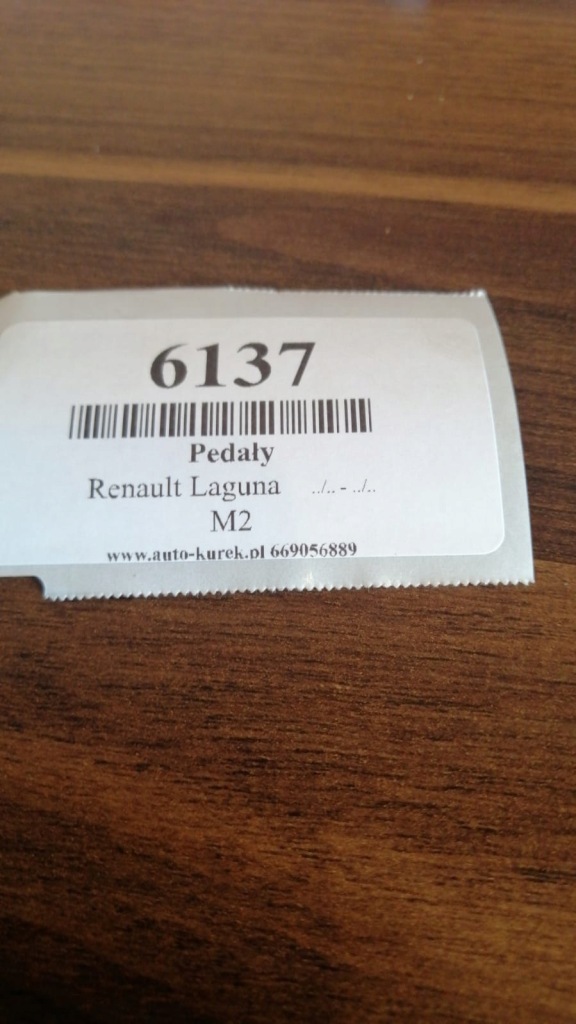 6137
Pedały
Renault Laguna ../.. - ../..
M2
www.auto-kurek.pl 669056889